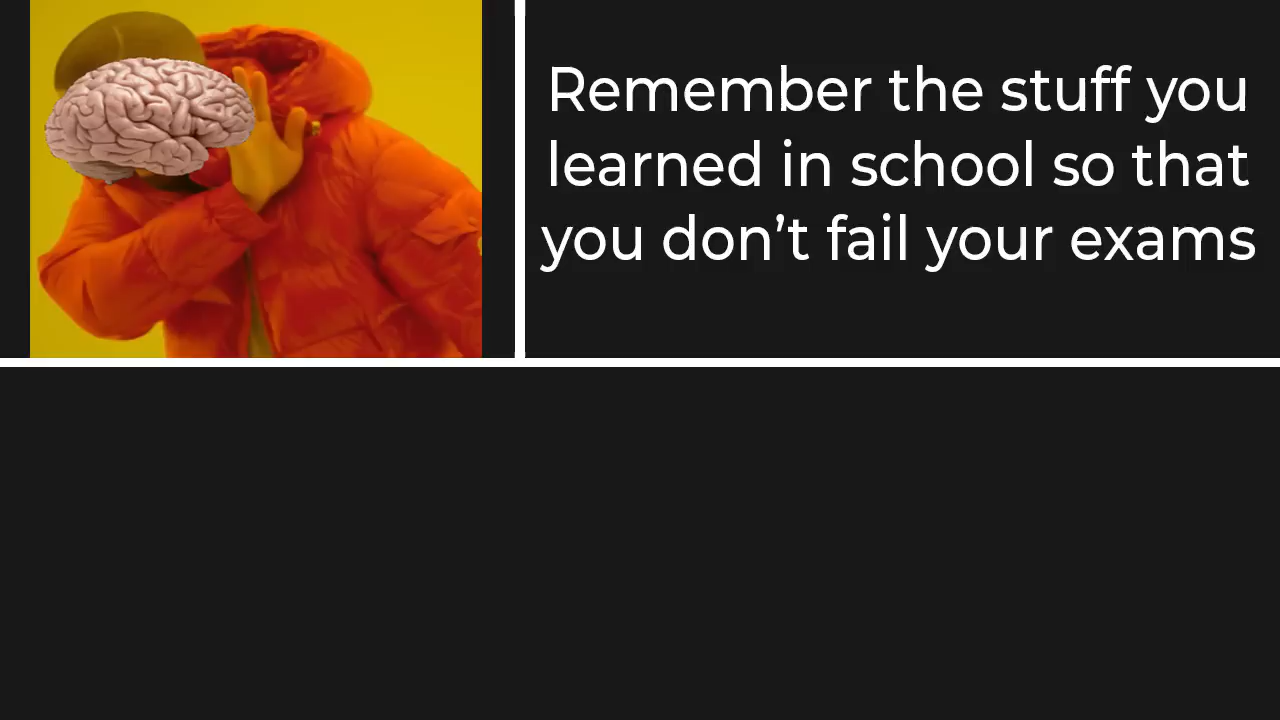 Remember the stuff you
learned in school so that
you don’t fail your exams